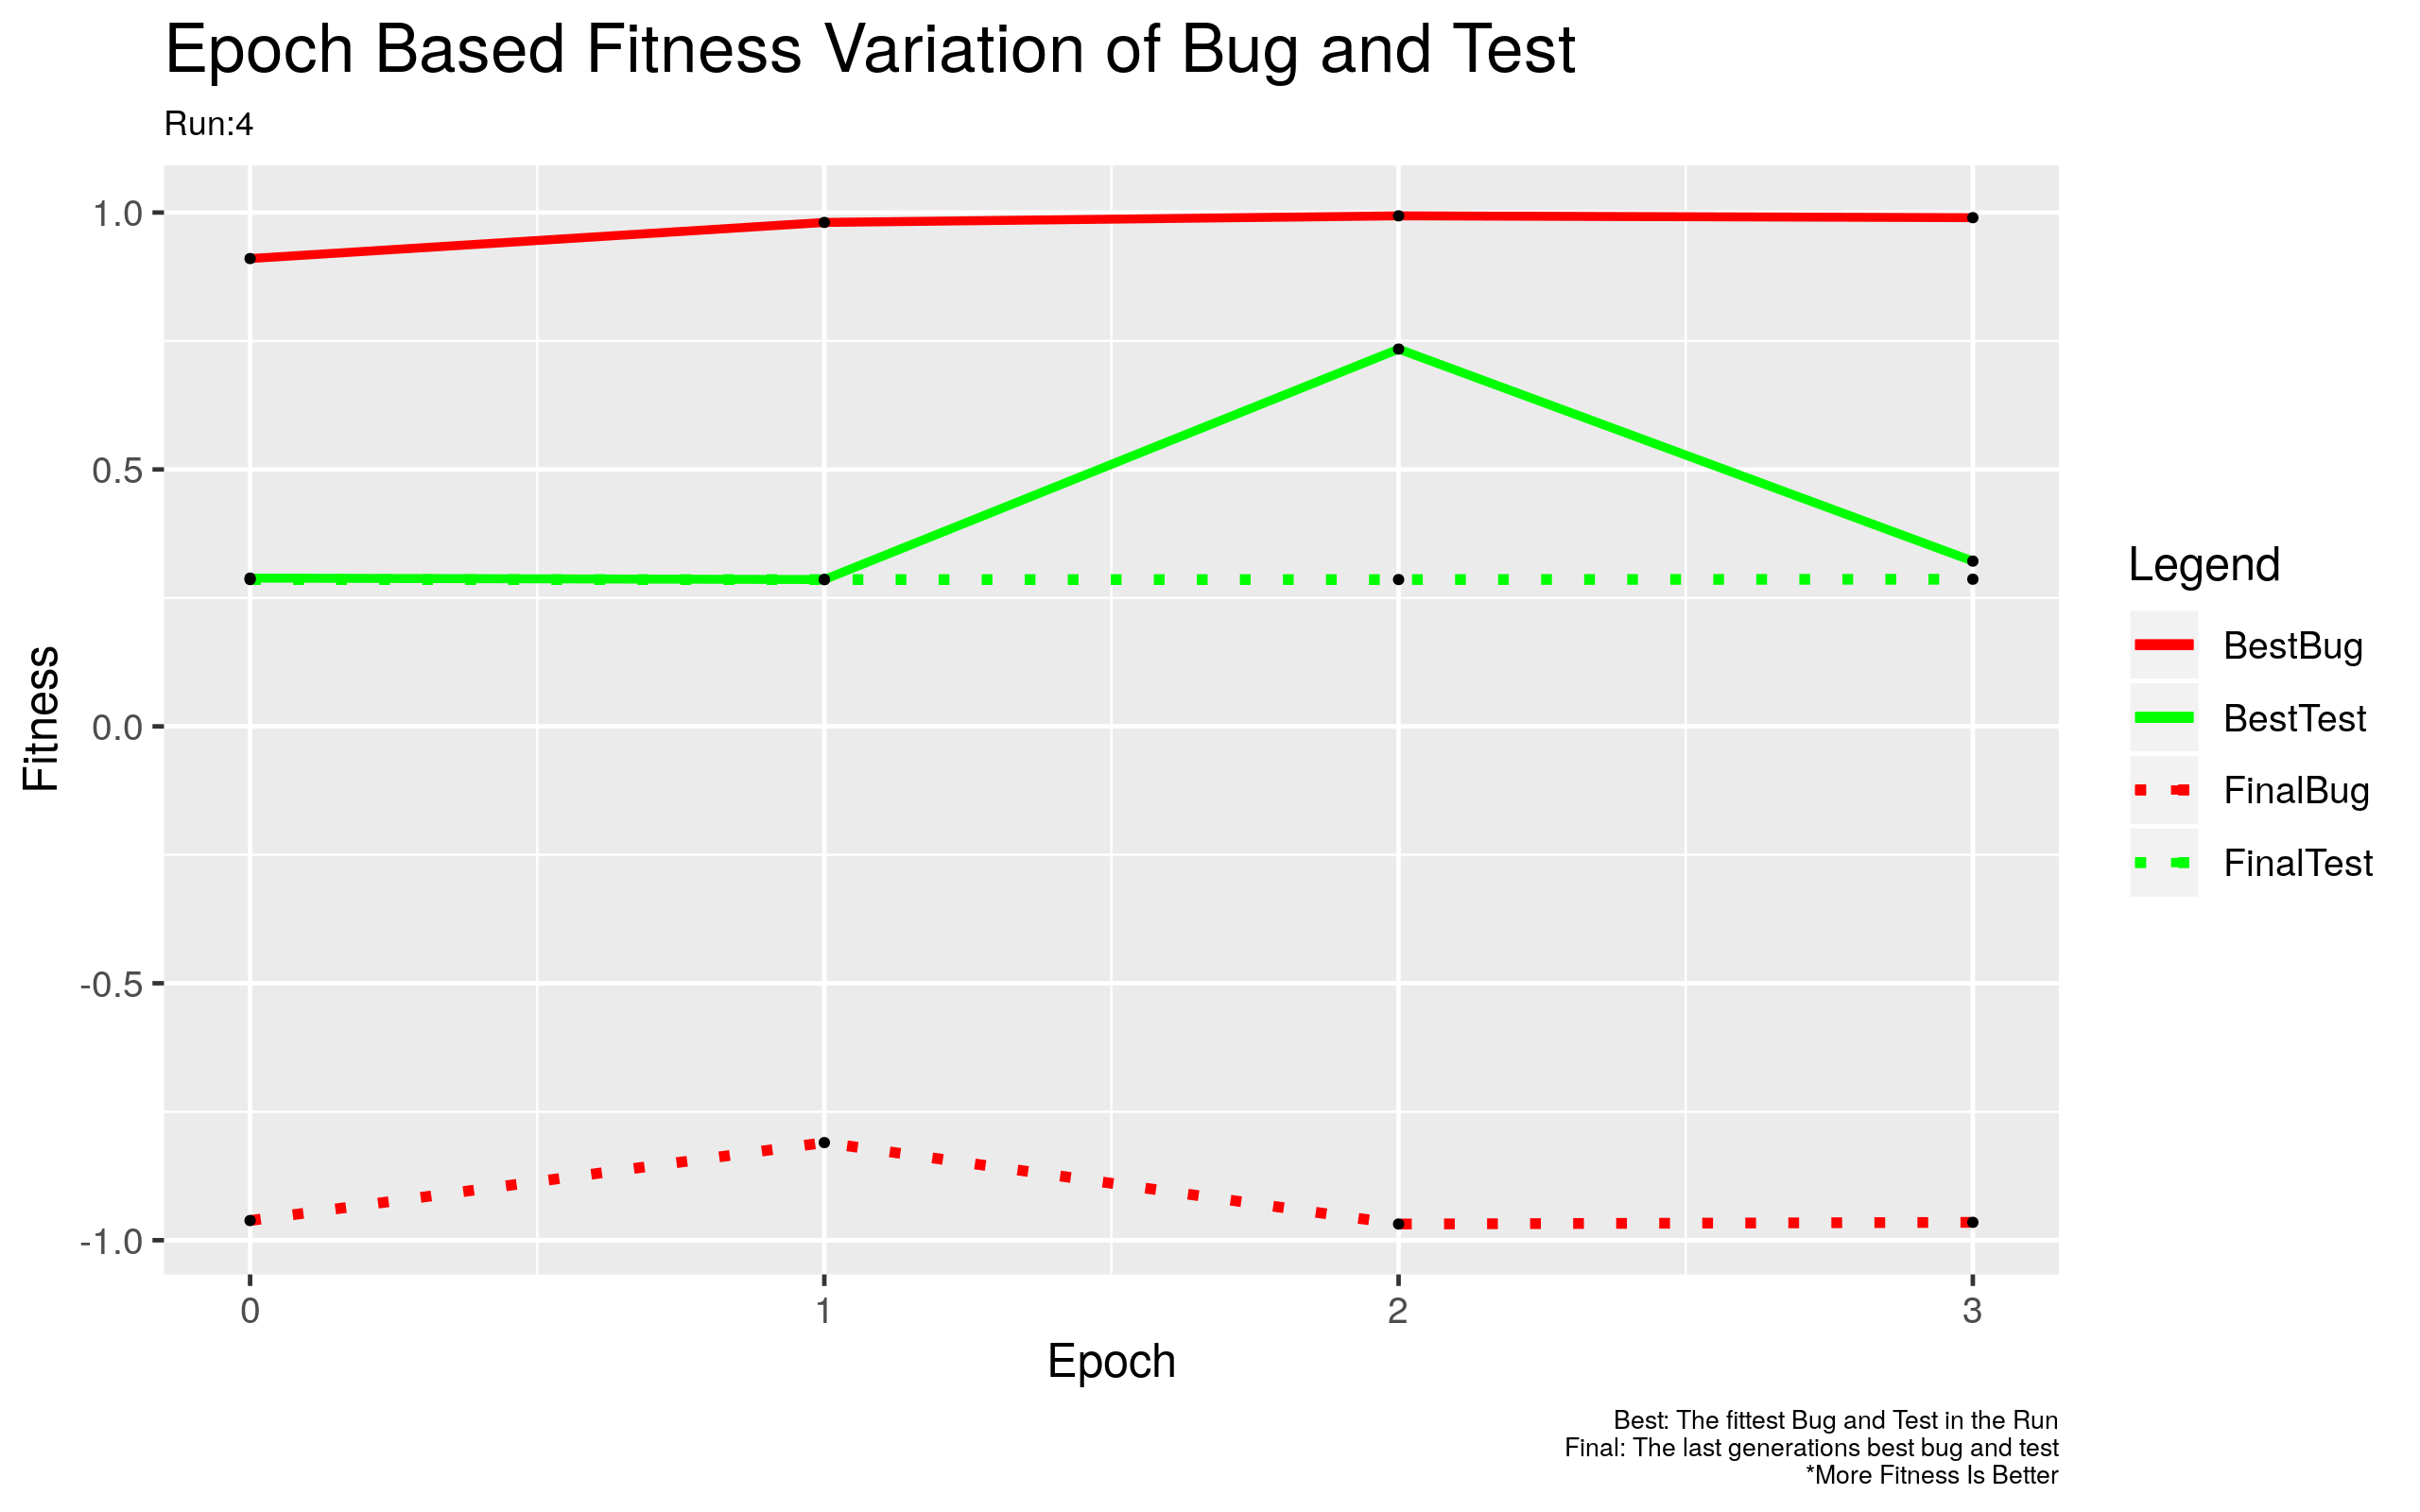 Epoch Based Fitness Variation of Bug and Test
Run:4
1.0
0.5
0.0
-0.5
-1.0
Fitness
0
1
2
3
Epoch
Legend
BestBug
BestTest
FinalBug
FinalTest
Best: The fittest Bug and Test in the Run
Final: The last generations best bug and test
*More Fitness Is Better